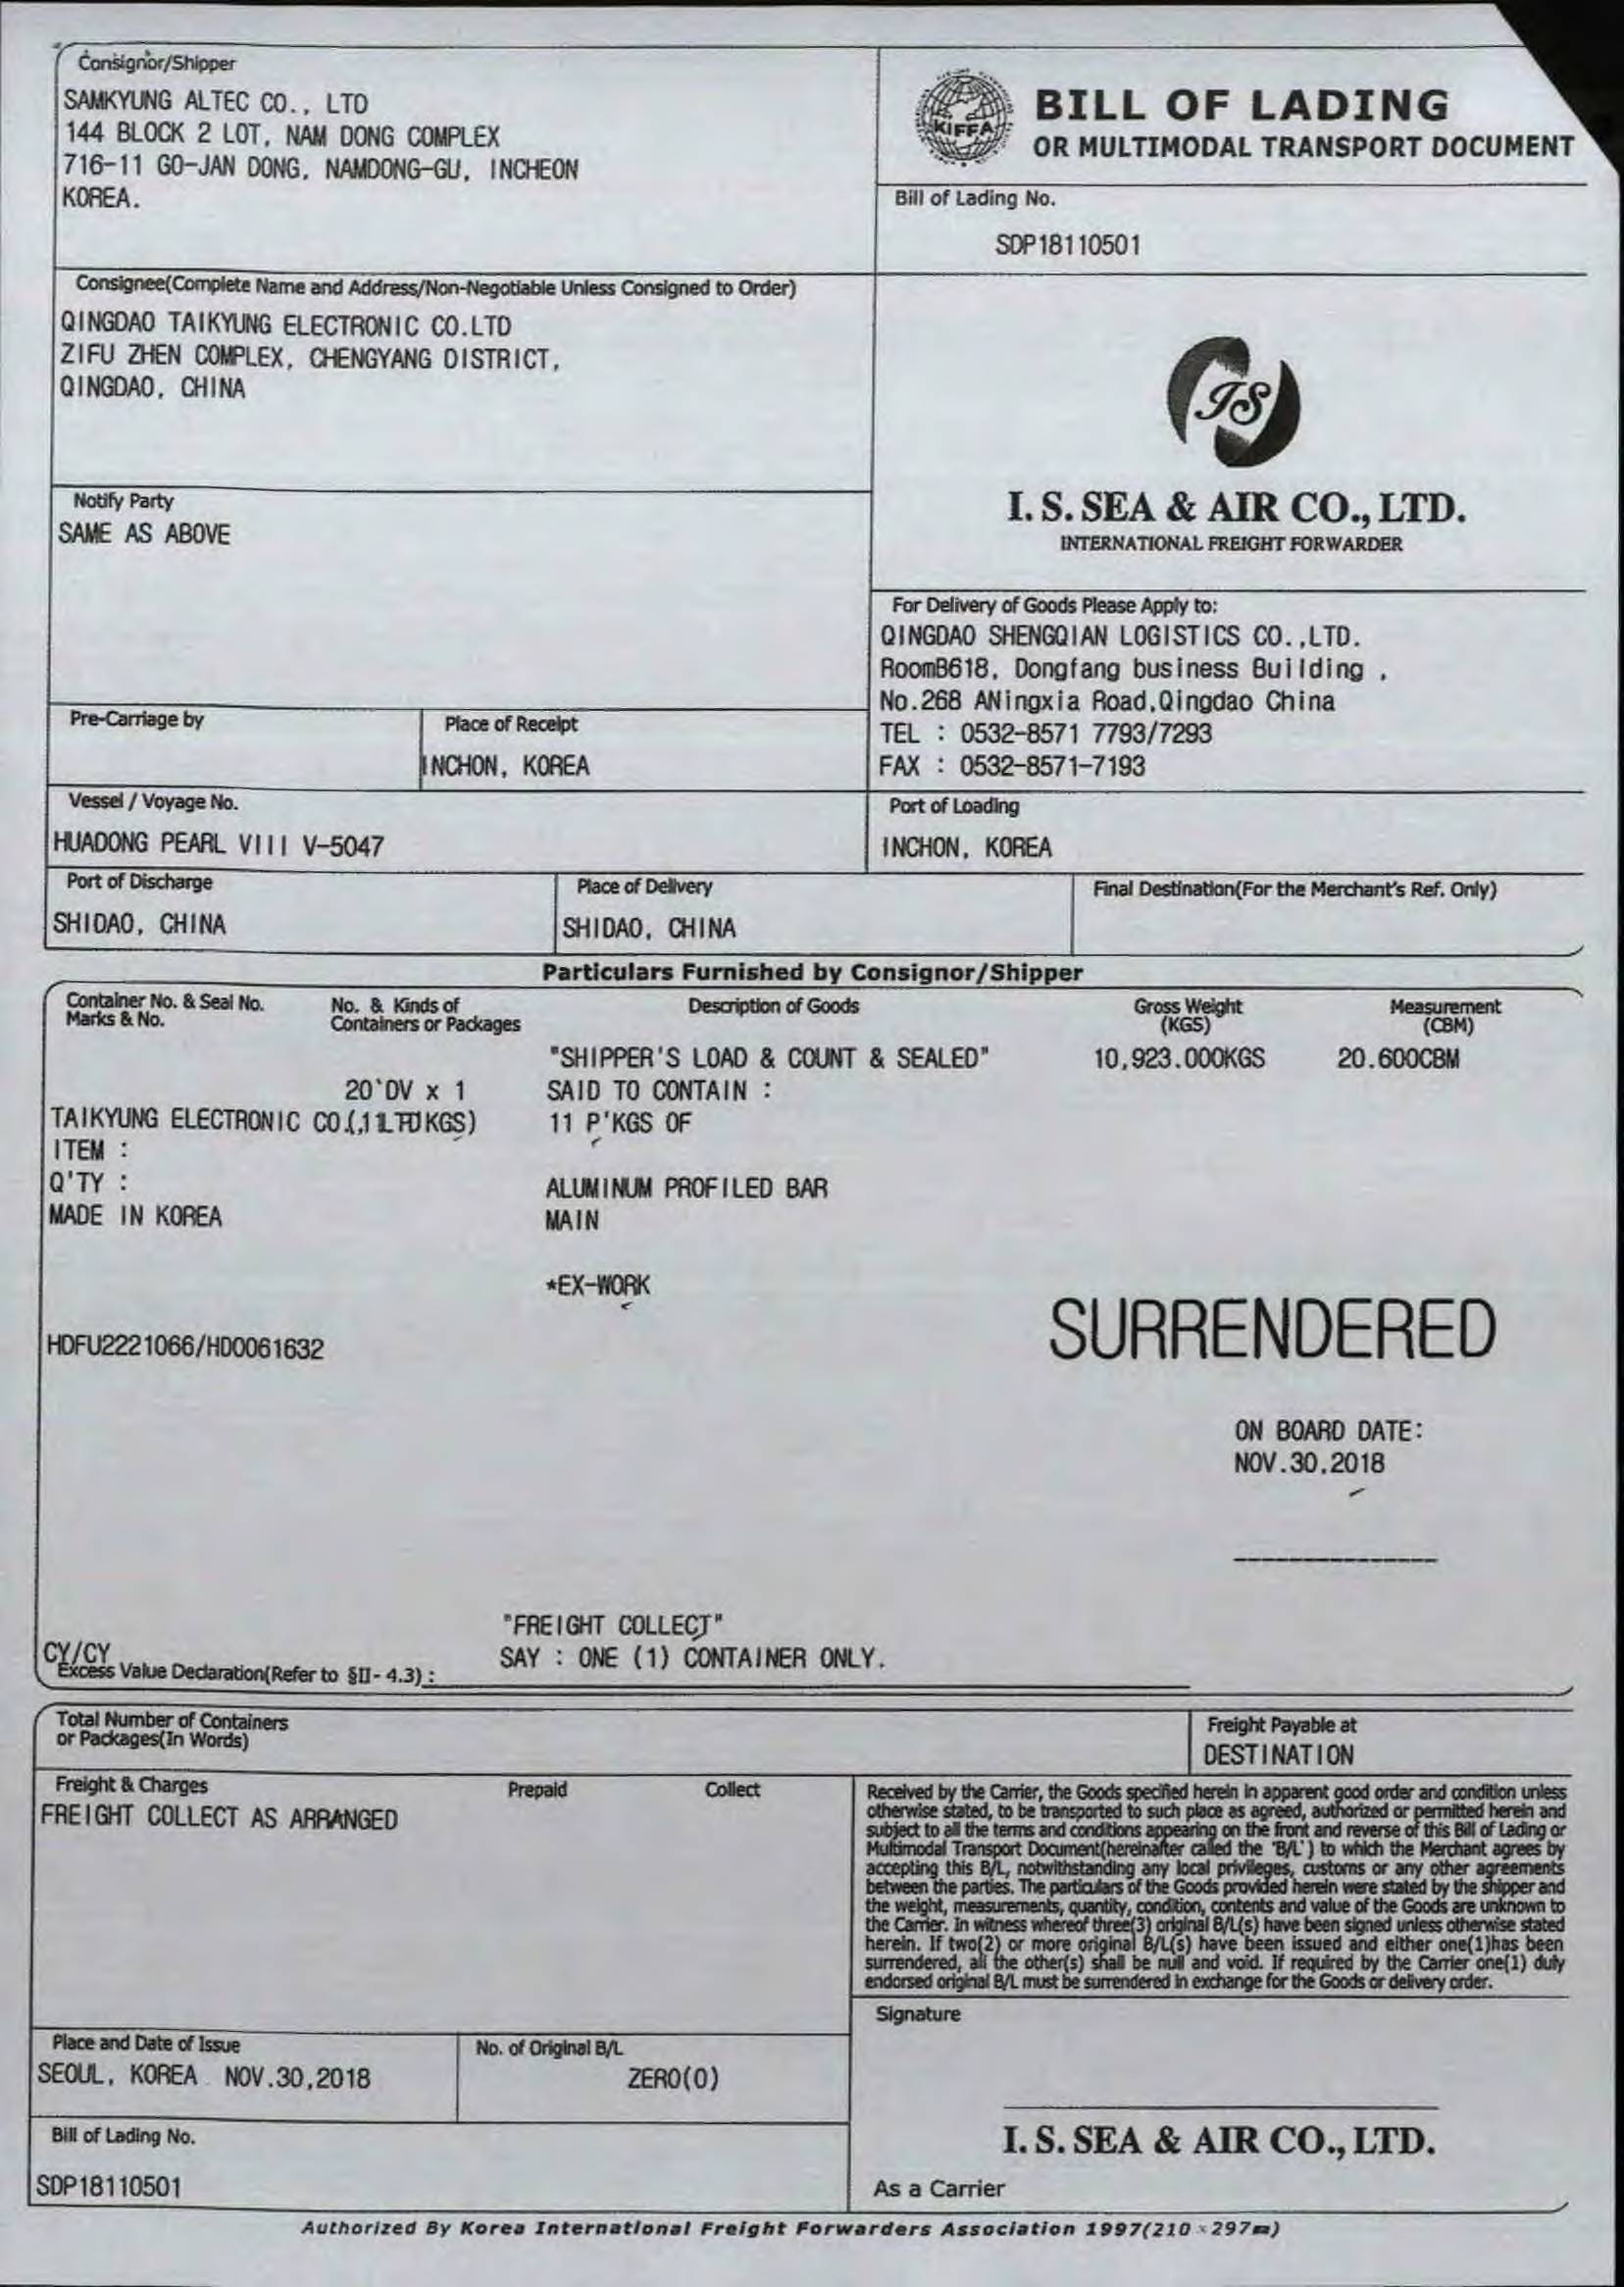 Consignor/Shipper
SAMKYUNG ALTEC CO., LTD
144 BLOCK 2 LOT, NAM DONG COMPLEX
716-11 GO-JAN DONG, NAMDONG-GU, INCHEON
KOREA.
KIFFA
BILL OF LADING
OR MULTIMODAL TRANSPORT DOCUMENT
Bill of Lading No.
SDP18110501
Consignee(Complete Name and Address/Non-Negotiable Unless Consigned to Order)
QINGDAO TAIKYUNG ELECTRONIC CO.LTD
ZIFU ZHEN COMPLEX, CHENGYANG DISTRICT,
QINGDAO, CHINA
IS
I. S. SEA & AIR CO., LTD.
INTERNATIONAL FREIGHT FORWARDER
Notify Party
SAME AS ABOVE
For Delivery of Goods Please Apply to:
QINGDAO SHENGQIAN LOGISTICS CO.,LTD.
RoomB618, Dongfang business Building ,
No.268 ANingxia Road,Qingdao China
TEL : 0532-8571 7793/7293
FAX : 0532-8571-7193
Pre-Carriage by
Place of Receipt
INCHON, KOREA
Vessel / Voyage No.
HUADONG PEARL VIII V-5047
Port of Loading
INCHON, KOREA
Port of Discharge
SHIDAO, CHINA
Place of Delivery
SHIDAO, CHINA
Final Destination(For the Merchant's Ref. Only)
Particulars Furnished by Consignor/Shipper
Container No. & Seal No.
Marks & No.
No. & Kinds of
Containers or Packages
Description of Goods
Gross Weight
(KGS)
Measurement
(CBM)
"SHIPPER'S LOAD & COUNT & SEALED" 10,923.000KGS 20.600CBM
20'DV x 1 SAID TO CONTAIN :
TAIKYUNG ELECTRONIC 11 P'KGS OF
ITEM :
Q'TY : ALUMINUM PROFILED BAR
MADE IN KOREA MAIN
*EX-WORK
SURRENDERED
HDFU2221066/HD0061632
ON BOARD DATE:
NOV.30,2018
"FREIGHT COLLECT"
CY/CY SAY : ONE (1) CONTAINER ONLY.
Excess Value Declaration(Refer to §II- 4.3) :
Total Number of Containers
or Packages(In Words)
Freight Payable at
DESTINATION
Freight & Charges Prepaid Collect
FREIGHT COLLECT AS ARRANGED
Received by the Carrier, the Goods specified herein in apparent good order and condition unless
otherwise stated, to be transported to such place as agreed, authorized or permitted herein and
subject to all the terms and conditions appearing on the front and reverse of this Bill of Lading or
Multimodal Transport Document(hereinafter called the 'B/L') to which the Merchant agrees by
accepting this B/L, notwithstanding any local privileges, customs or any other agreements
between the parties. The particulars of the Goods provided herein were stated by the shipper and
the weight, measurements, quantity, condition, contents and value of the Goods are unknown to
the Carrier. In witness whereof three(3) original B/L(s) have been signed unless otherwise stated
herein. If two(2) or more original B/L(s) have been issued and either one(1)has been
surrendered, all the other(s) shall be null and void. If required by the Carrier one(1) duly
endorsed original B/L must be surrendered in exchange for the Goods or delivery order.
Signature
Place and Date of Issue
SEOUL, KOREA NOV.30,2018
No. of Original B/L
ZERO(0)
Bill of Lading No.
SDP18110501
I. S. SEA & AIR CO., LTD.
As a Carrier
Authorized By Korea International Freight Forwarders Association 1997(210×297㎜)